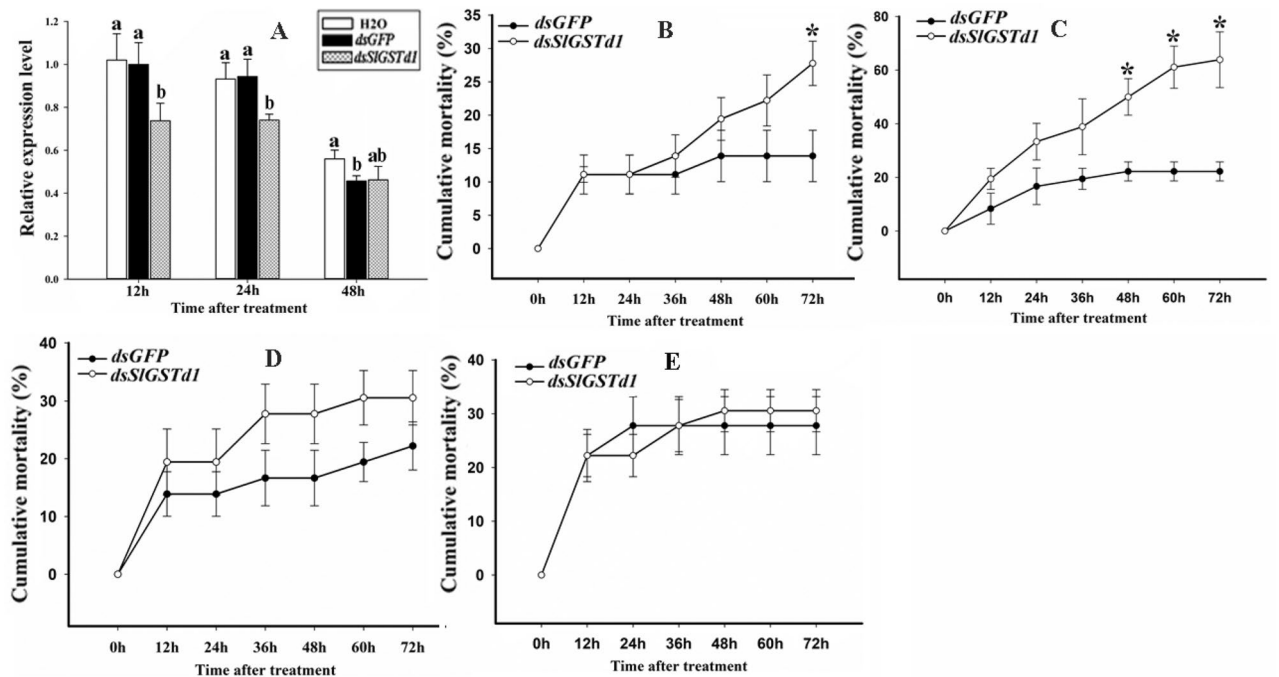 A
H2O
dsGFP
dsSIGSTd1
Relative expression level
1.2
1.0
0.8
0.6
0.4
0.2
0.0
a a b
a a b
a b ab
12h 24h 48h
Time after treatment
B
dsGFP
dsSIGSTd1
Cumulative mortality (%)
35
30
25
20
15
10
5
0
*
0h 12h 24h 36h 48h 60h 72h
Time after treatment
C
dsGFP
dsSIGSTd1
Cumulative mortality (%)
80
60
40
20
0
* * *
0h 12h 24h 36h 48h 60h 72h
Time after treatment
D
dsGFP
dsSIGSTd1
Cumulative mortality (%)
40
30
20
10
0
0h 12h 24h 36h 48h 60h 72h
Time after treatment
E
dsGFP
dsSIGSTd1
Cumulative mortality (%)
40
30
20
10
0
0h 12h 24h 36h 48h 60h 72h
Time after treatment